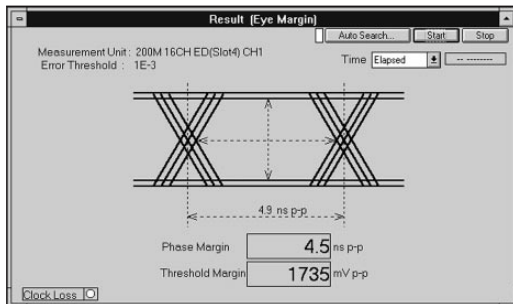 Result (Eye Margin)
Auto Search... Start Stop
Measurement Unit : 200M 16CH ED(Slot4) CH1
Error Threshold : 1E-3
Time Elapsed -- --------
4.9 ns p-p
Phase Margin 4.5 ns p-p
Threshold Margin 1735 mV p-p
Clock Loss